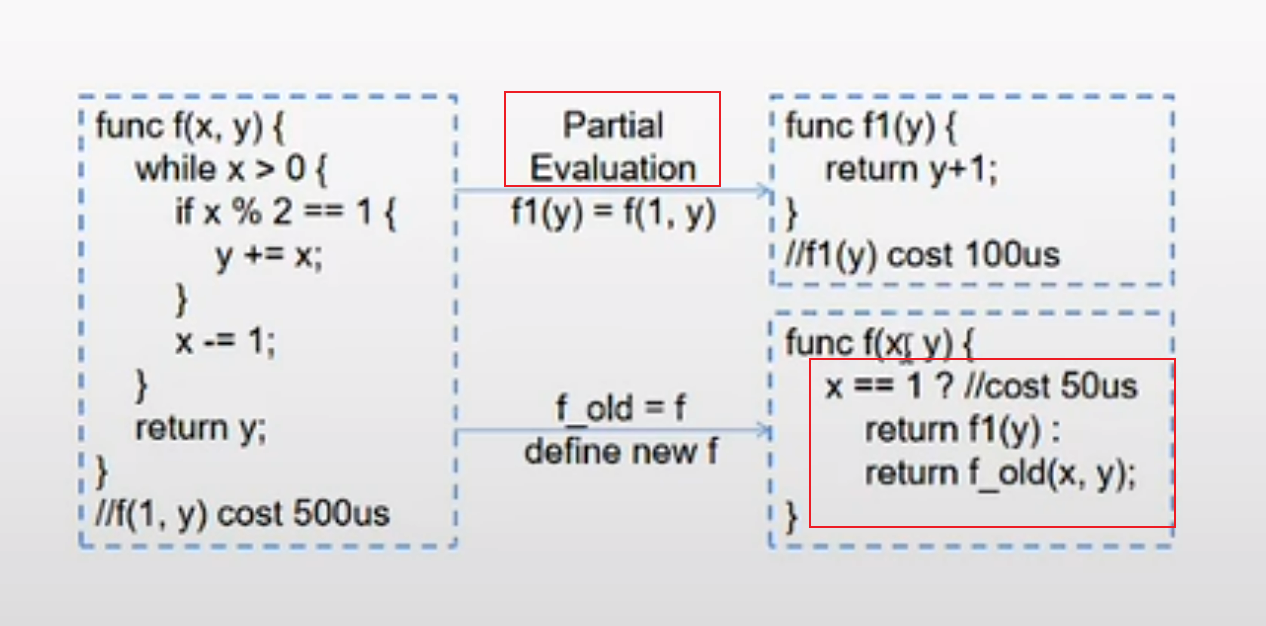 func f(x, y) {
while x > 0 {
if x % 2 == 1 {
y += x;
}
x -= 1;
}
return y;
}
//f(1, y) cost 500us
Partial
Evaluation
f1(y) = f(1, y)
f_old = f
define new f
func f1(y) {
return y+1;
}
//f1(y) cost 100us
func f(x, y) {
x == 1 ? //cost 50us
return f1(y) :
return f_old(x, y);
}